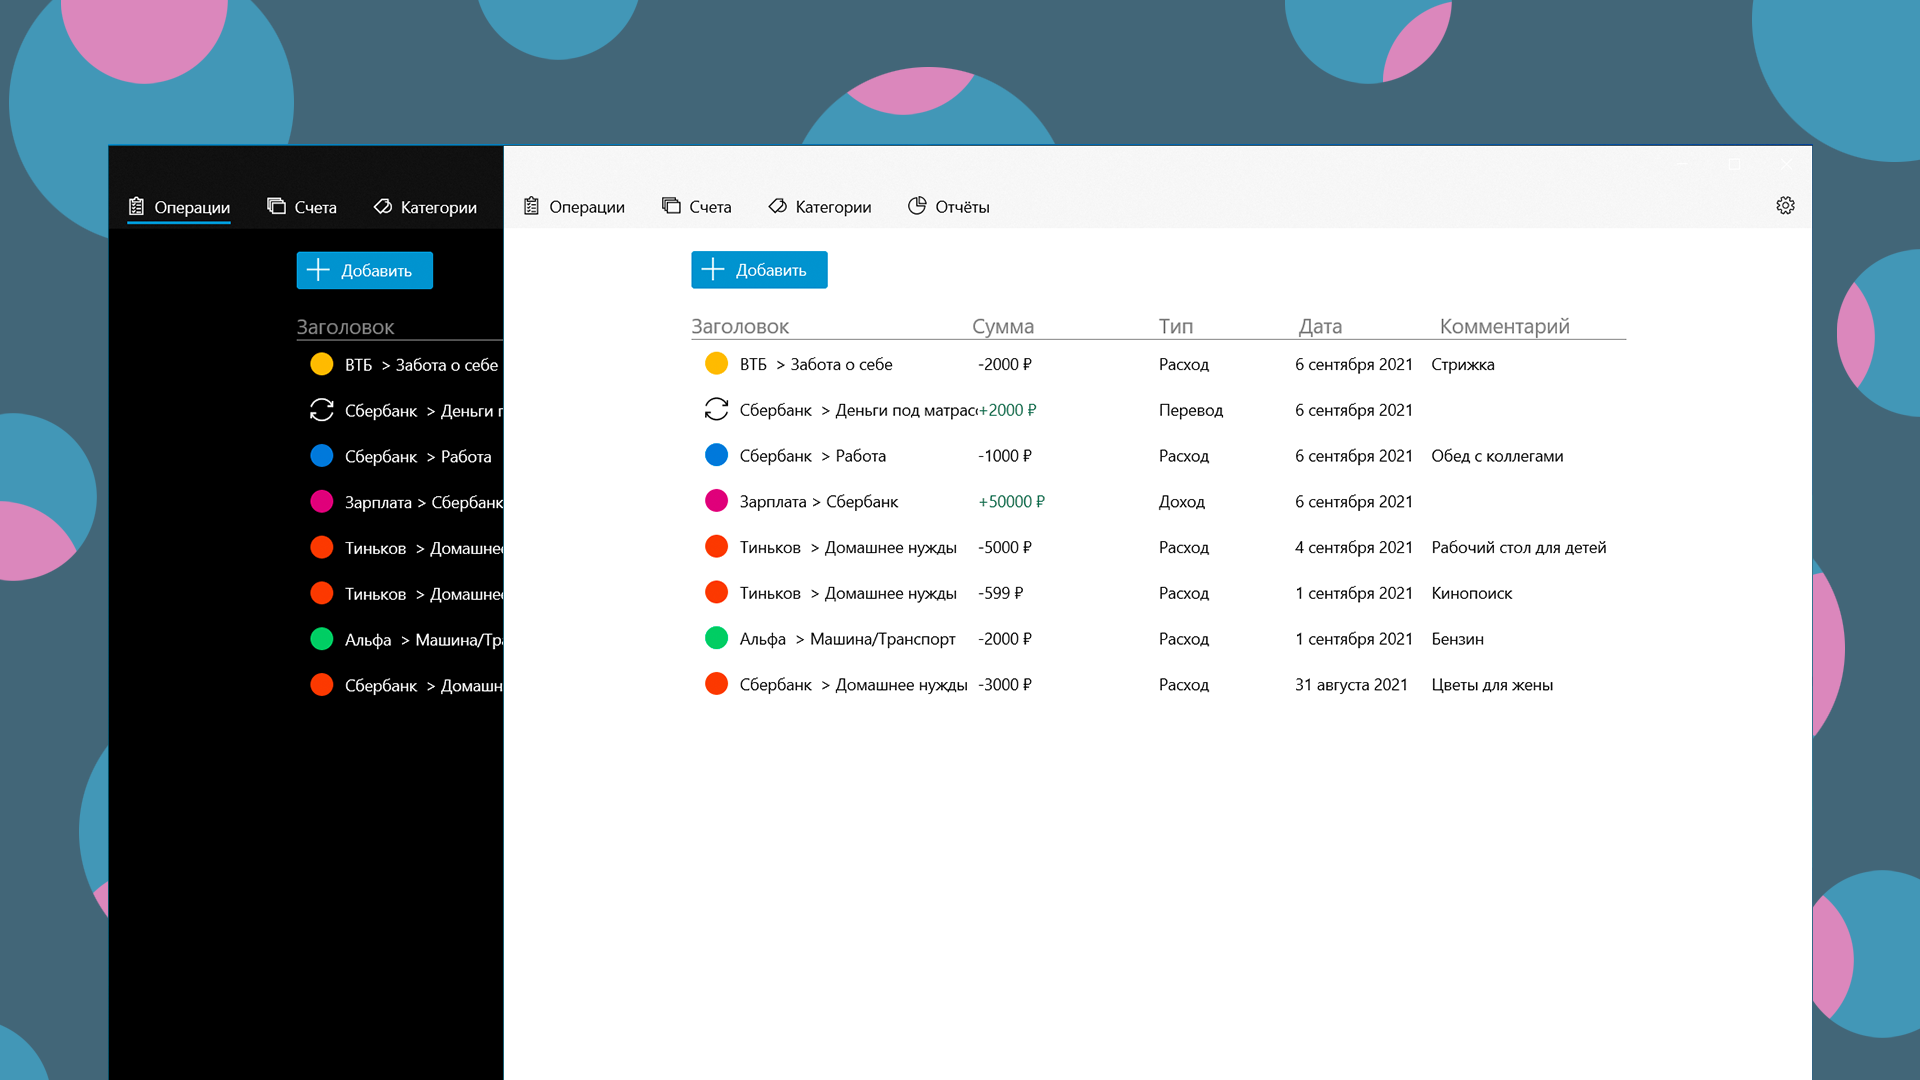 Операции Счета Категории
Добавить
Заголовок
ВТБ > Забота о себе
Сбербанк > Деньги
Сбербанк > Работа
Зарплата > Сбербанк
Тиньков > Домашнее
Тиньков > Домашнее
Альфа > Машина/Тра
Сбербанк > Домашн
Операции Счета Категории Отчёты
Добавить
Заголовок Сумма Тип Дата Комментарий
ВТБ > Забота о себе -2000 ₽ Расход 6 сентября 2021 Стрижка
Сбербанк > Деньги под матрас +2000 ₽ Перевод 6 сентября 2021
Сбербанк > Работа -1000 ₽ Расход 6 сентября 2021 Обед с коллегами
Зарплата > Сбербанк +50000 ₽ Доход 6 сентября 2021
Тиньков > Домашнее нужды -5000 ₽ Расход 4 сентября 2021 Рабочий стол для детей
Тиньков > Домашнее нужды -599 ₽ Расход 1 сентября 2021 Кинопоиск
Альфа > Машина/Транспорт -2000 ₽ Расход 1 сентября 2021 Бензин
Сбербанк > Домашнее нужды -3000 ₽ Расход 31 августа 2021 Цветы для жены